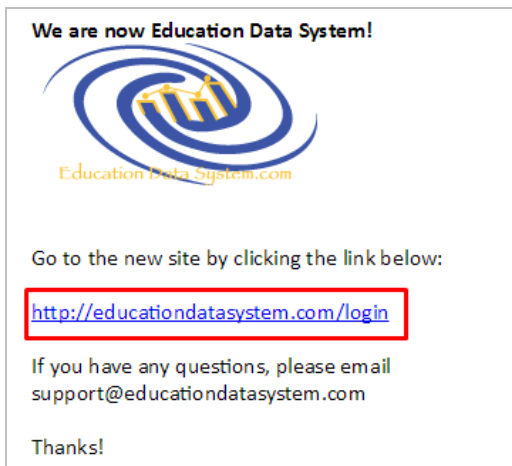 We are now Education Data System!
Education Data System.com
Go to the new site by clicking the link below:
http://educationdatasystem.com/login
If you have any questions, please email
support@educationdatasystem.com
Thanks!